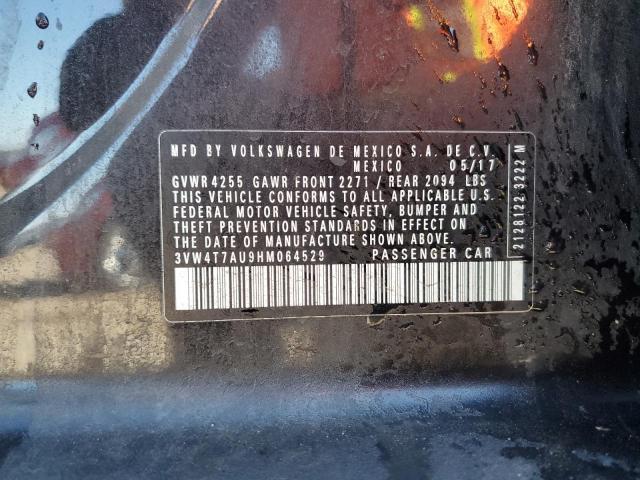 MFD BY VOLKSWAGEN DE MEXICO S.A. DE C.V.
MEXICO 05/17
GVWR 4255 GAWR FRONT 2271 / REAR 2094 LBS
THIS VEHICLE CONFORMS TO ALL APPLICABLE U.S.
FEDERAL MOTOR VEHICLE SAFETY, BUMPER AND
THEFT PREVENTION STANDARDS IN EFFECT ON
THE DATE OF MANUFACTURE SHOWN ABOVE.
3VW4T7AU9HM064529 PASSENGER CAR
2128122 3222 M